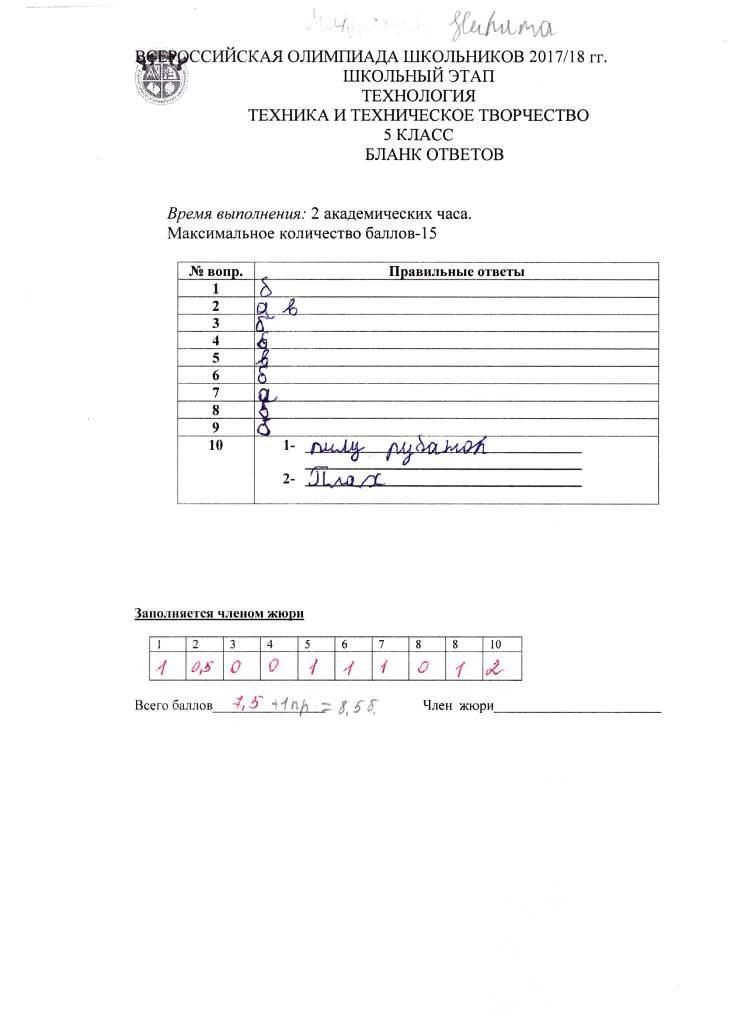 Никита
ВСЕРОССИЙСКАЯ ОЛИМПИАДА ШКОЛЬНИКОВ 2017/18 гг.
ШКОЛЬНЫЙ ЭТАП
ТЕХНОЛОГИЯ
ТЕХНИКА И ТЕХНИЧЕСКОЕ ТВОРЧЕСТВО
5 КЛАСС
БЛАНК ОТВЕТОВ
Время выполнения: 2 академических часа.
Максимальное количество баллов-15
№ вопр. Правильные ответы
1 б
2 а в
3 б
4
5 в
6 б
7 а
8
9 б
10 1- пилу рубанок
2- Плах
Заполняется членом жюри
1 2 3 4 5 6 7 8 8 10
1 0,5 0 0 1 1 1 0 1 2
Всего баллов 7,5 +1пр = 8,5б. Член жюри